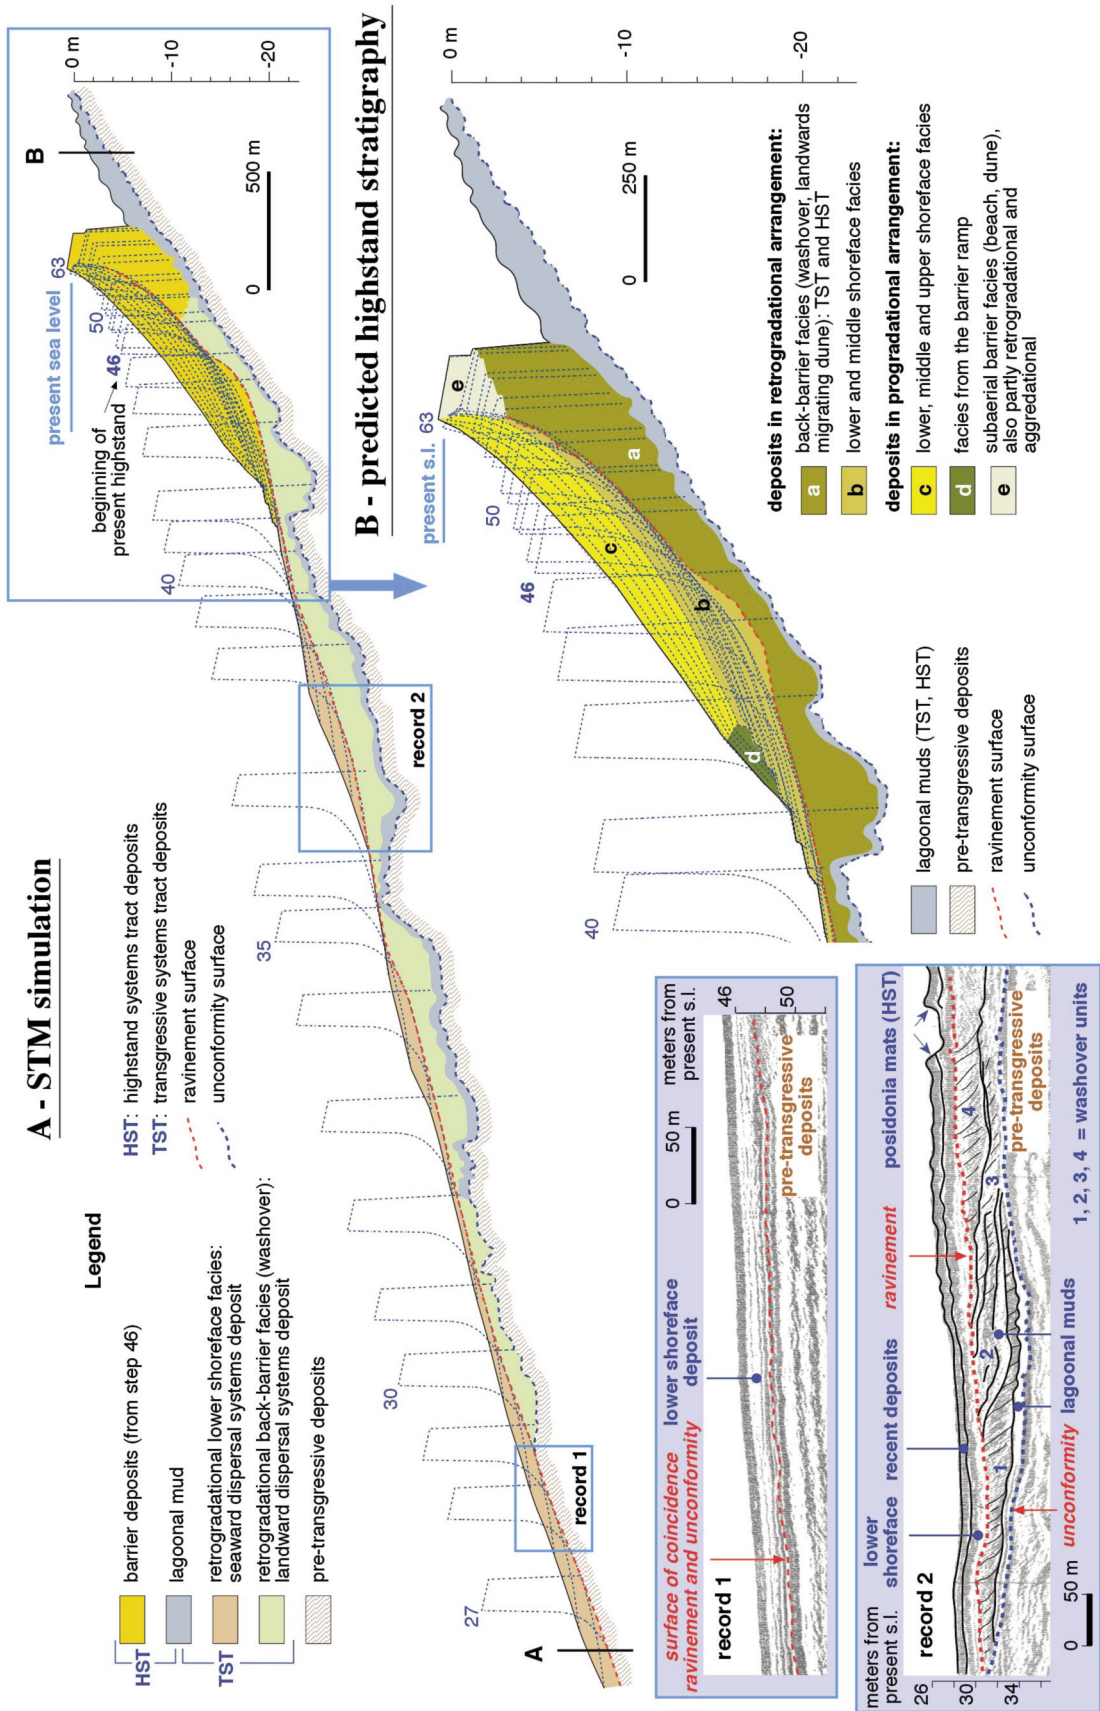 A - STM simulation
Legend
HST
TST
barrier deposits (from step 46)
lagoonal mud
retrogradational lower shoreface facies:
seaward dispersal systems deposit
retrogradational back-barrier facies (washover):
landward dispersal systems deposit
pre-transgressive deposits
HST: highstand systems tract deposits
TST: transgressive systems tract deposits
ravinement surface
unconformity surface
A
27
30
35
40
beginning of
present highstand
46
50
63
present sea level
B
0 m
-10
-20
0
500 m
record 1
record 2
B - predicted highstand stratigraphy
present s.l.
40
46
50
63
a
b
c
d
e
0 m
-10
-20
0
250 m
deposits in retrogradational arrangement:
a
back-barrier facies (washover, landwards
migrating dune): TST and HST
b
lower and middle shoreface facies
deposits in progradational arrangement:
c
lower, middle and upper shoreface facies
d
facies from the barrier ramp
e
subaerial barrier facies (beach, dune),
also partly retrogradational and
aggredational
lagoonal muds (TST, HST)
pre-transgressive deposits
ravinement surface
unconformity surface
surface of coincidence
ravinement and unconformity
lower shoreface
deposit
0
50 m
meters from
present s.l.
46
50
record 1
pre-transgressive
deposits
meters from
present s.l.
lower
shoreface
recent deposits
ravinement
posidonia mats (HST)
26
30
34
record 2
1
2
3
4
pre-transgressive
deposits
0
50 m
unconformity
lagoonal muds
1, 2, 3, 4 = washover units